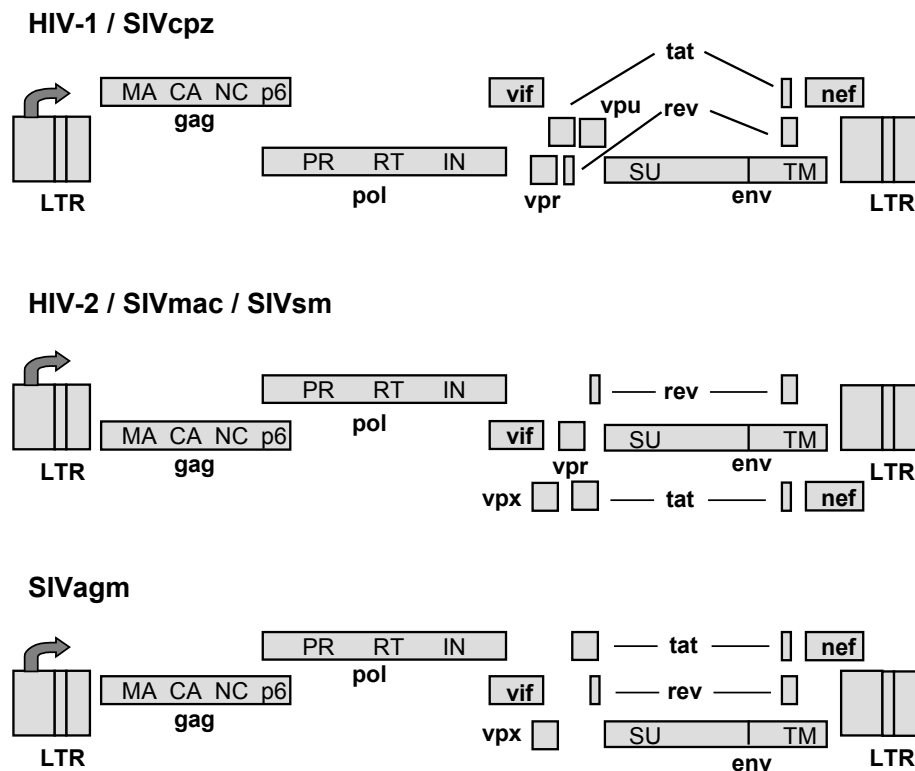 HIV-1 / SIVcpz
tat
MA CA NC p6 vif nef
gag vpu rev
PR RT IN SU TM
LTR pol vpr env LTR
HIV-2 / SIVmac / SIVsm
PR RT IN rev
pol
MA CA NC p6 vif SU TM
gag vpr env
LTR LTR
vpx tat nef
SIVagm
PR RT IN tat nef
pol
MA CA NC p6 vif rev
gag
vpx SU TM
LTR env LTR